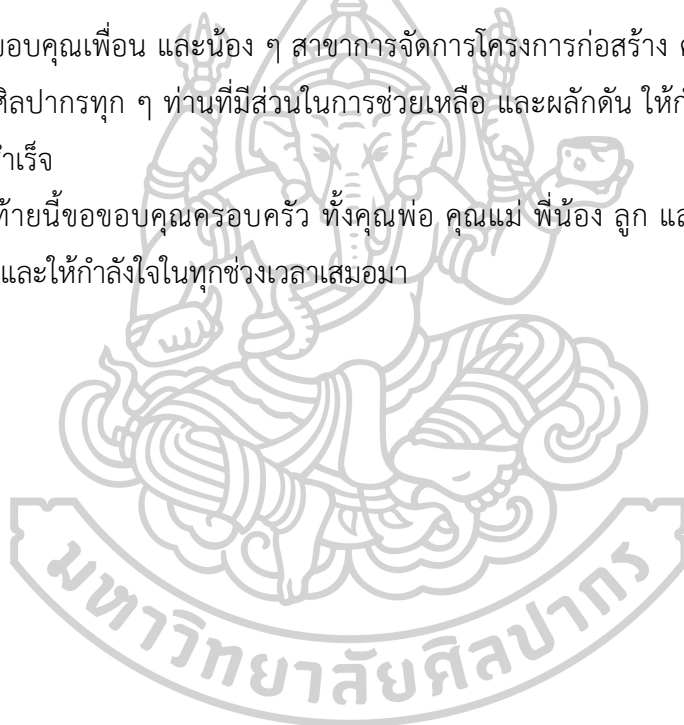 อบคุณเพื่อน และน้อง ๆ สาขาการจัดการโครงการก่อสร้าง
ศิลปากรทุก ๆ ท่านที่มีส่วนในการช่วยเหลือ และผลักดัน
ำเร็จ
ท้ายนี้ขอขอบคุณครอบครัว ทั้งคุณพ่อ คุณแม่ พี่น้อง ลูก
และให้กำลังใจในทุกช่วงเวลาเสมอมา
มหาวิทยาลัยศิลปากร